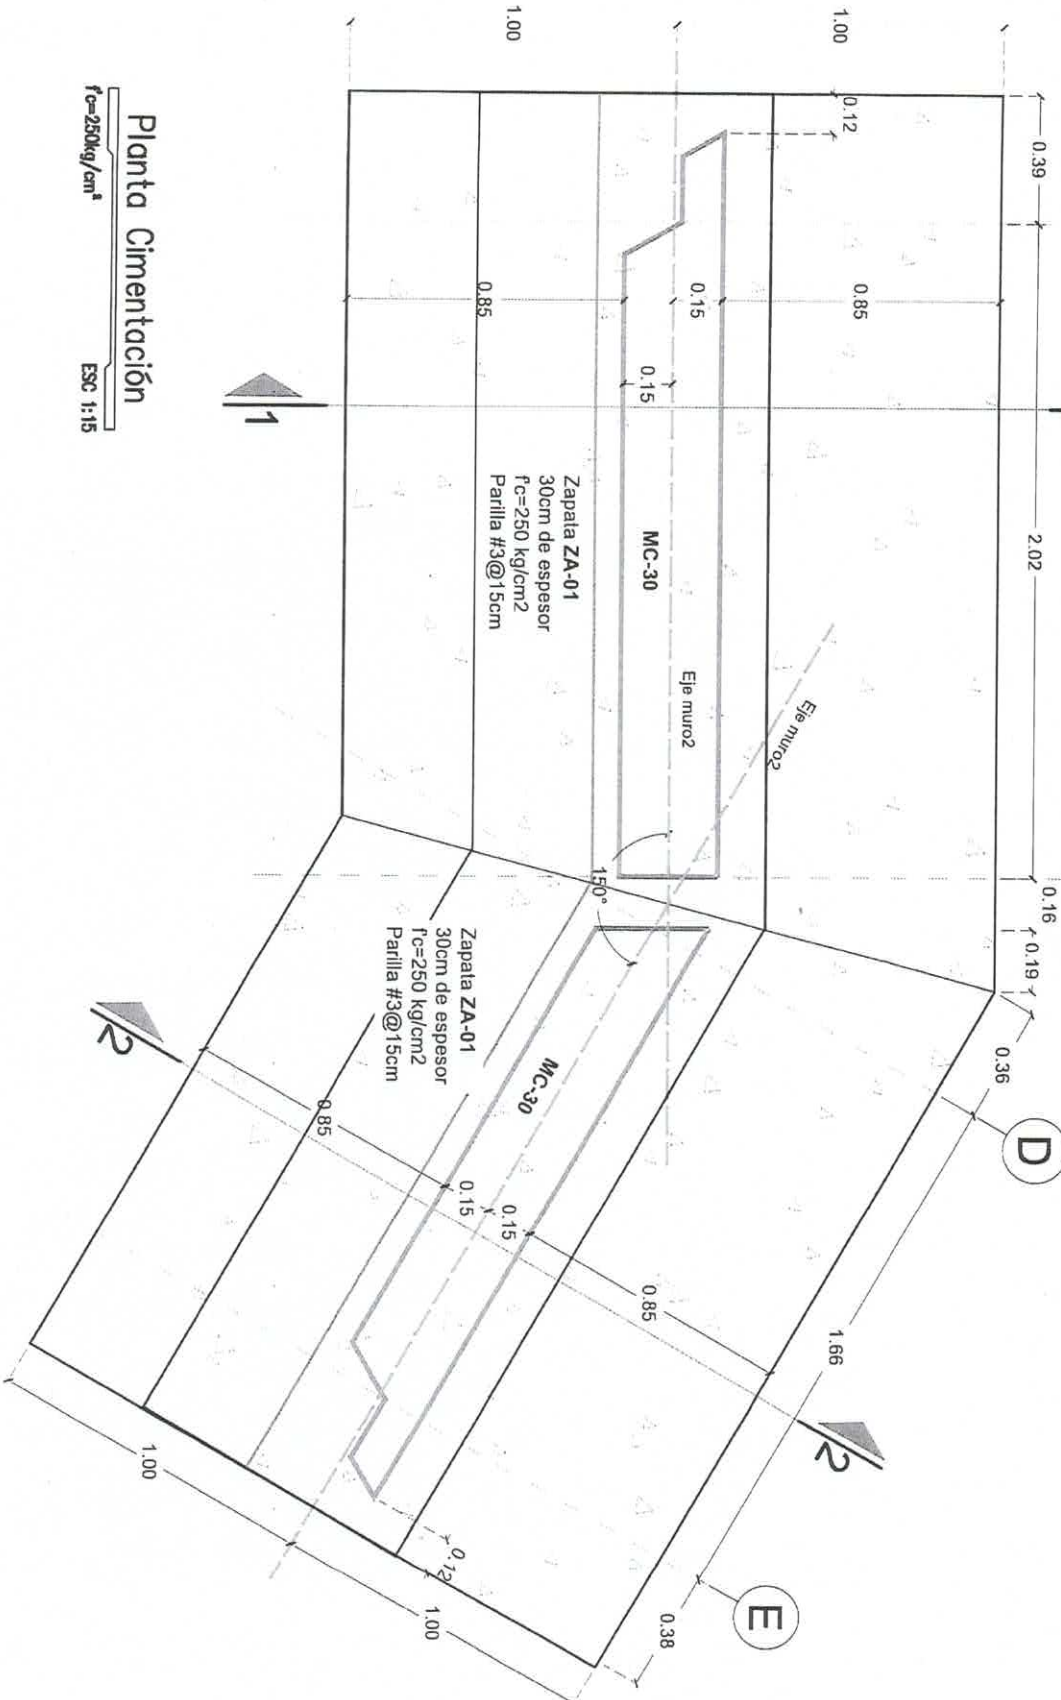 Planta Cimentación
f'c=250kg/cm²
ESC 1:15
1.00
1.00
0.12
0.39
2.02
0.16
0.19
0.85
0.15
0.15
0.85
1
MC-30
Eje muro2
Eje muro2
Zapata ZA-01
30cm de espesor
f'c=250 kg/cm2
Parilla #3@15cm
150°
Zapata ZA-01
30cm de espesor
f'c=250 kg/cm2
Parilla #3@15cm
MC-30
2
0.85
0.15
0.15
0.85
2
0.36
D
1.66
E
0.38
0.12
1.00
1.00